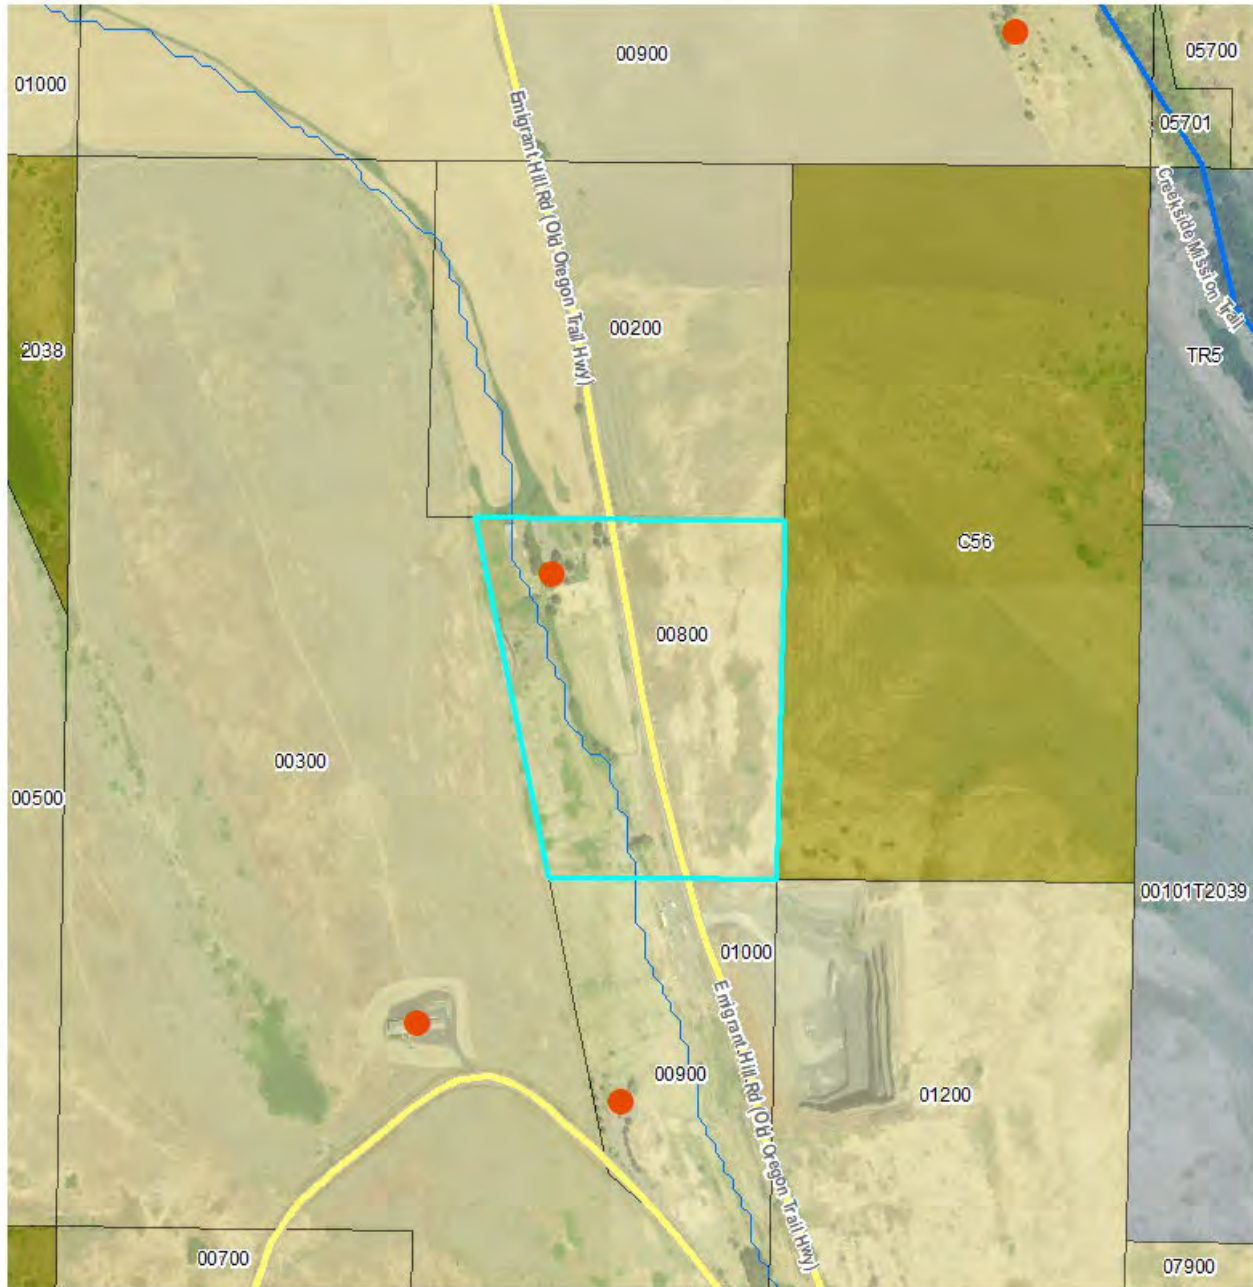 00900
05700
01000
05701
Emigrant Hill Rd (Old Oregon Trail Hwy)
Creekside Mission Trail
00200
2038
TR5
C56
00800
00300
00500
00101T2039
01000
Emigrant Hill Rd (Old Oregon Trail Hwy)
00900
01200
00700
07900